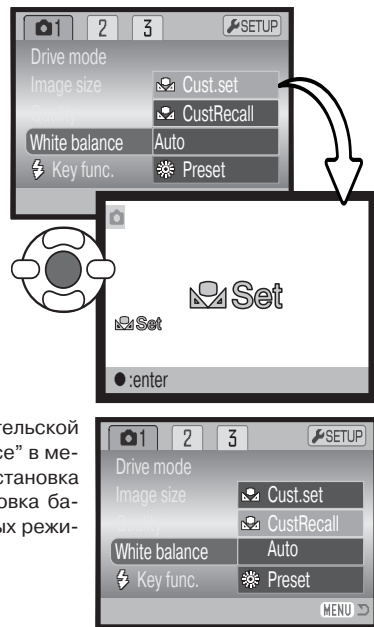 1 2 3 SETUP
Drive mode
Image size Cust.set
Quality CustRecall
White balance Auto
Key func. Preset
Set
Set
●:enter
тельской
се” в ме-
становка
овка ба-
ых режи-
1 2 3 SETUP
Drive mode
Image size Cust.set
CustRecall
White balance Auto
Key func. Preset
MENU